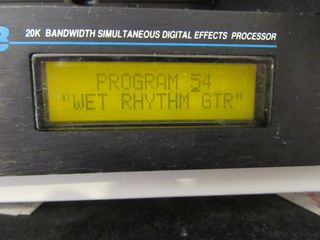 20K BANDWIDTH SIMULTANEOUS DIGITAL EFFECTS PROCESSOR
PROGRAM 54
"WET RHYTHM GTR"